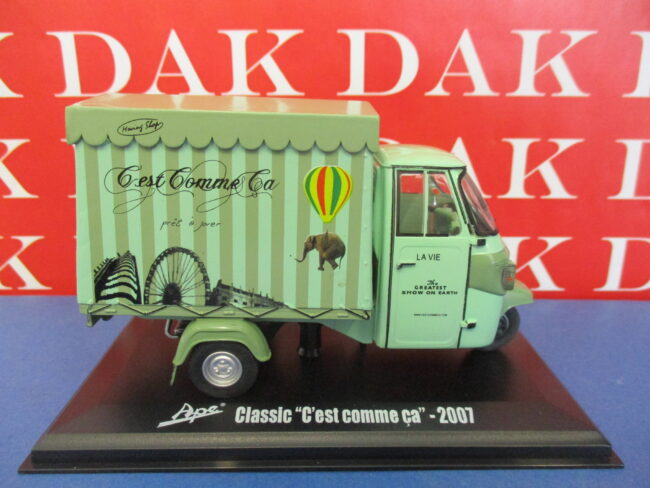 DAK DAK DAK
DAK DAK DAK
Honey Shop
C'est Comme Ça
prêt à jouer
LA VIE
The
GREATEST
SHOW ON EARTH
Ape Classic "C'est comme ça" - 2007